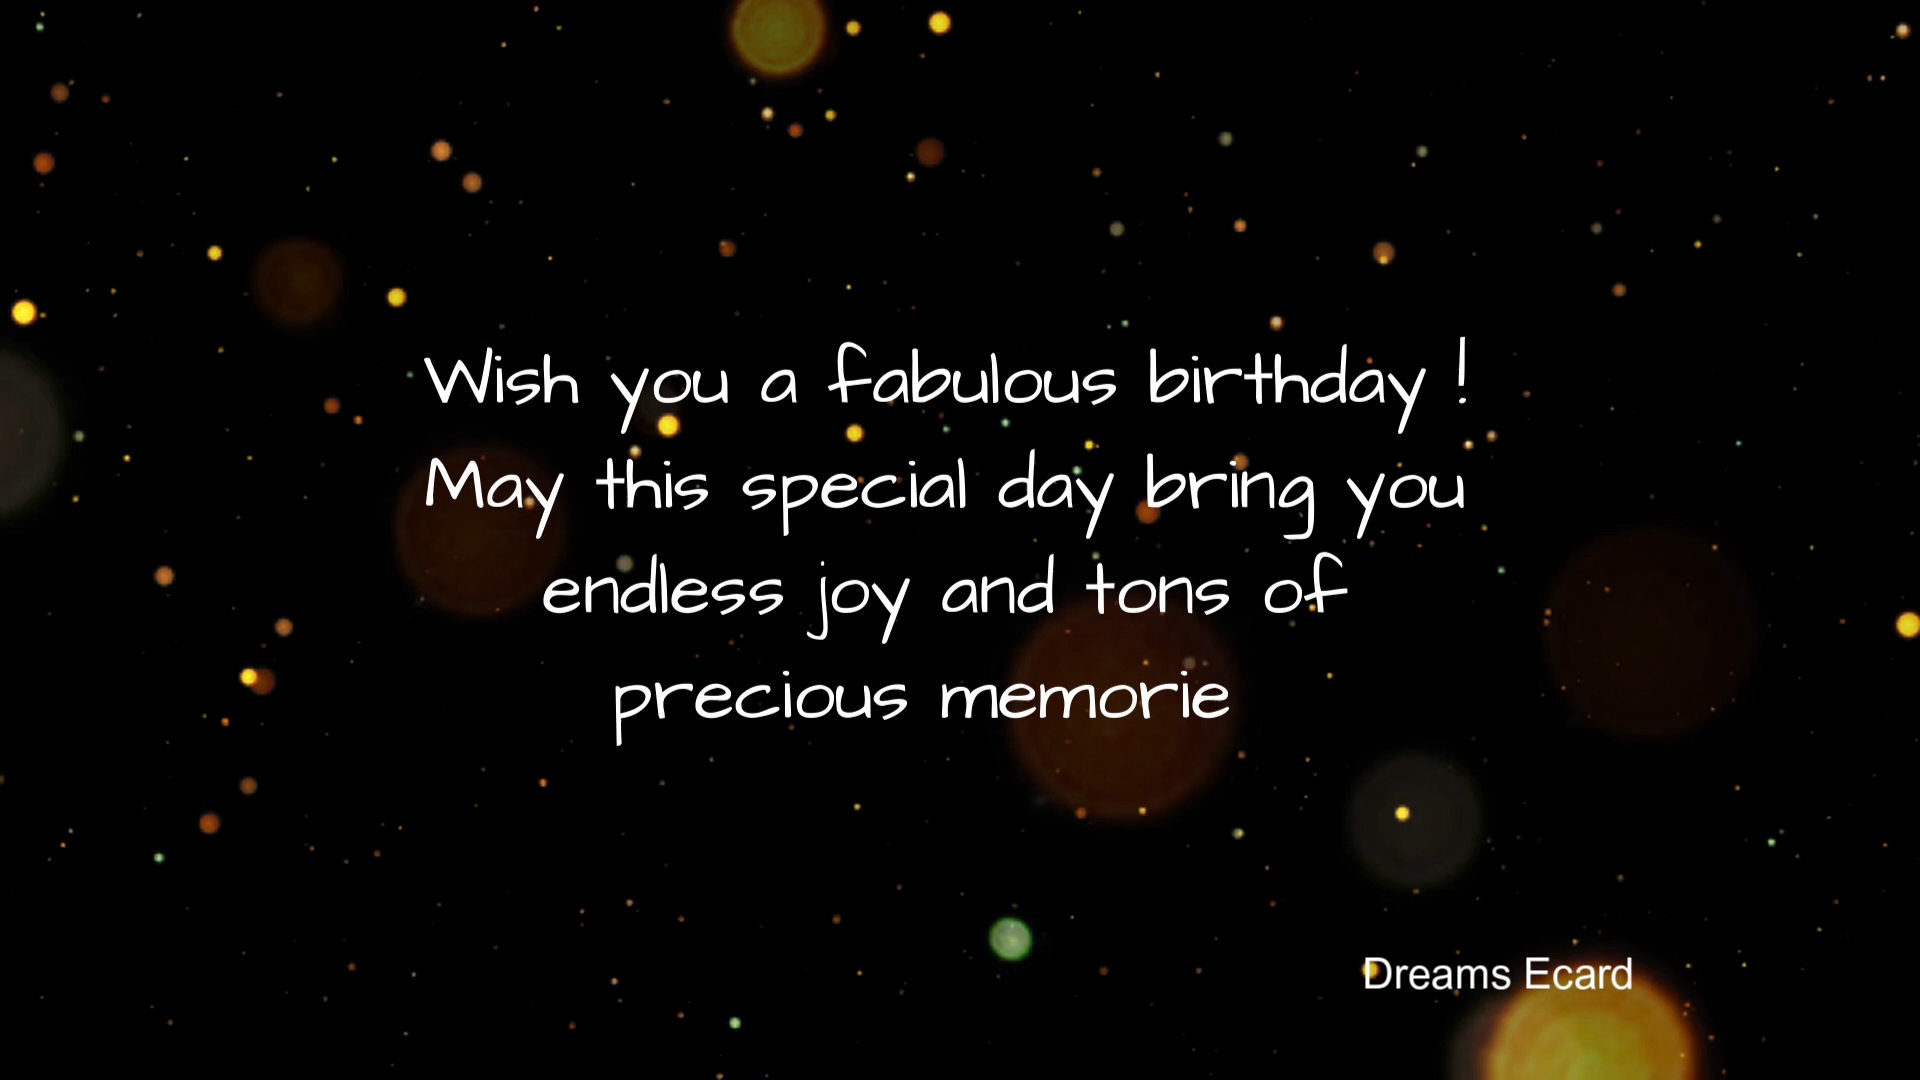 Wish you a fabulous birthday !
May this special day bring you
endless joy and tons of
precious memorie
Dreams Ecard